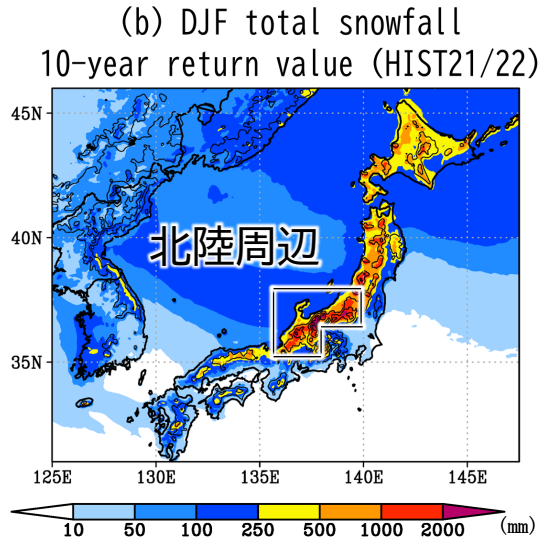 (b) DJF total snowfall
10-year return value (HIST21/22)
45N
40N
北陸周辺
35N
125E 130E 135E 140E 145E
10 50 100 250 500 1000 2000 (mm)